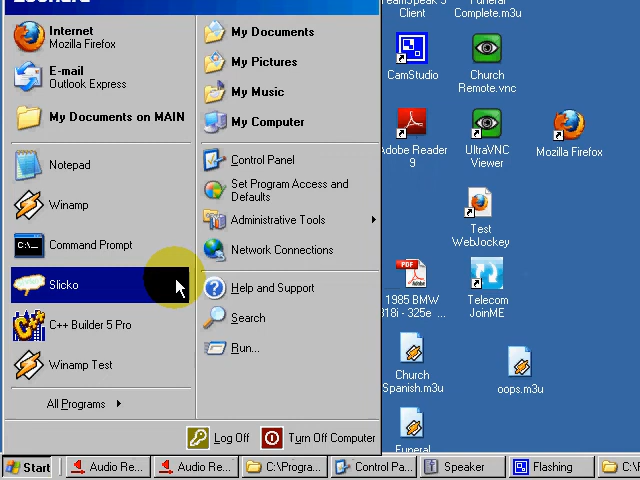 Leonard
Internet
Mozilla Firefox
E-mail
Outlook Express
My Documents on MAIN
Notepad
Winamp
Command Prompt
Slicko
C++ Builder 5 Pro
Winamp Test
All Programs
My Documents
My Pictures
My Music
My Computer
Control Panel
Set Program Access and
Defaults
Administrative Tools
Network Connections
Help and Support
Search
Run...
Log Off
Turn Off Computer
TeamSpeak 3
Client
Funeral
Complete.m3u
CamStudio
Church
Remote.vnc
Adobe Reader
9
UltraVNC
Viewer
Mozilla Firefox
Test
WebJockey
PDF
1985 BMW
318i - 325e ...
Telecom
JoinME
Church
Spanish.m3u
oops.m3u
Funeral
Start
Audio Re...
Audio Re...
C:\Progra...
Control Pa...
Speaker
Flashing
C:\